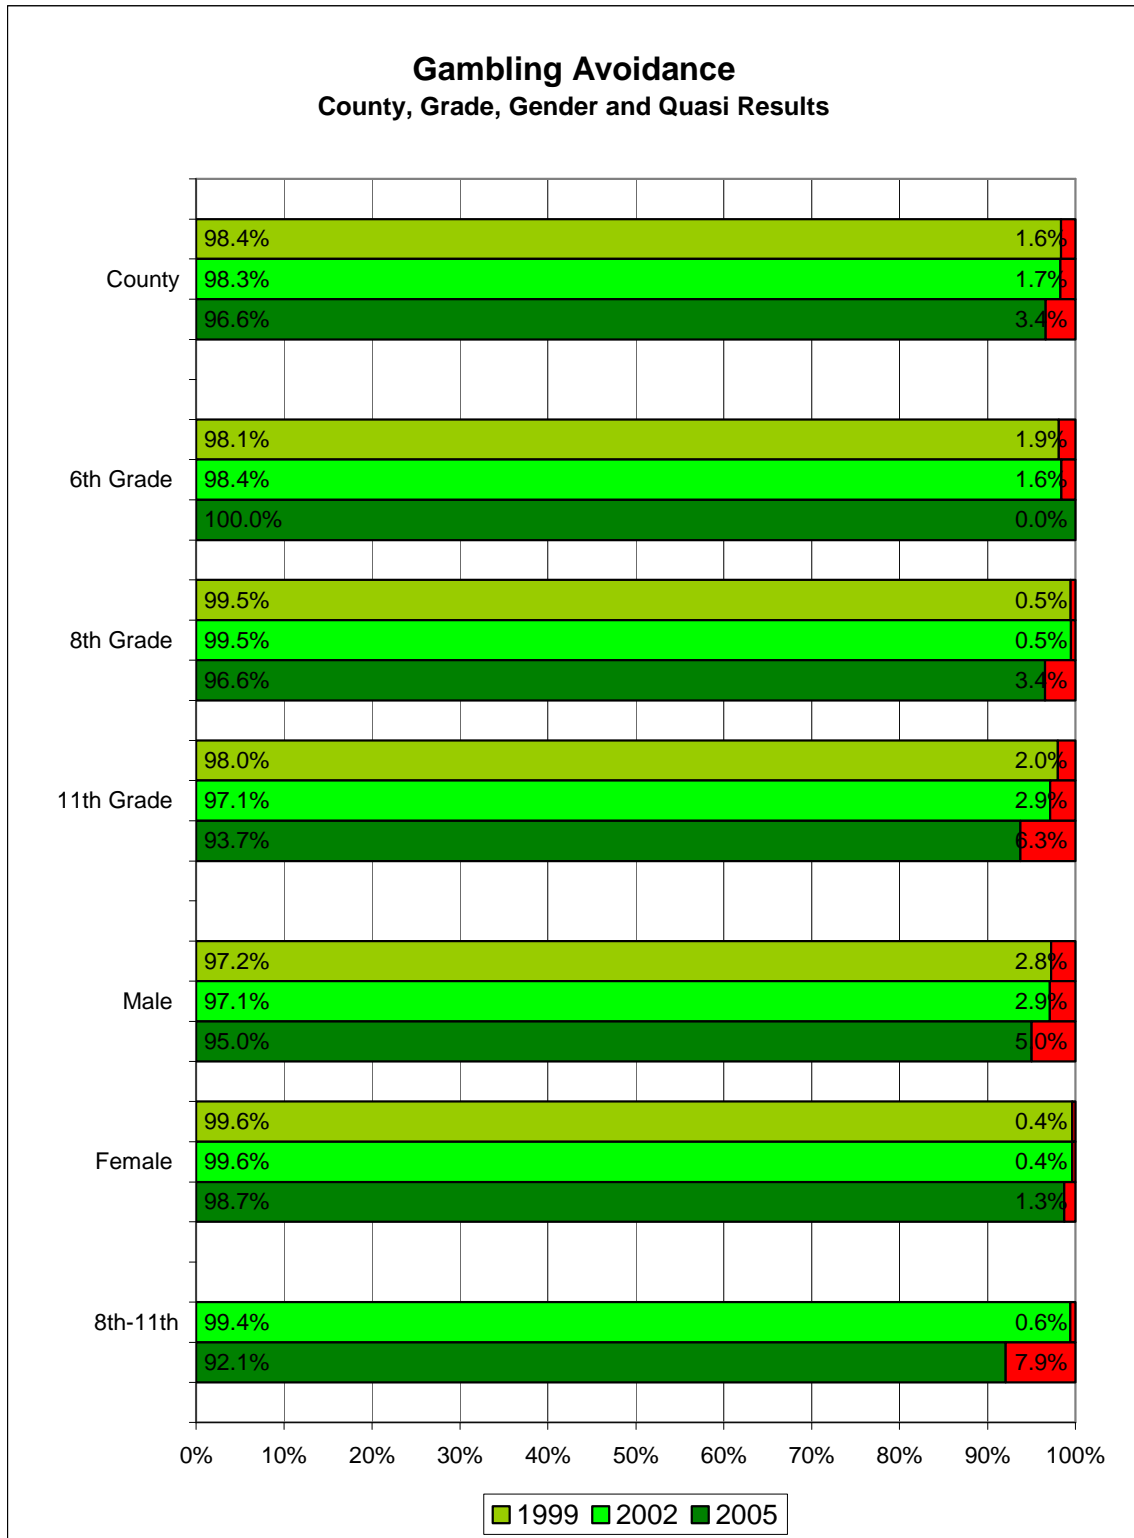 Gambling Avoidance
County, Grade, Gender and Quasi Results
98.4% 1.6%
County 98.3% 1.7%
96.6% 3.4%
98.1% 1.9%
6th Grade 98.4% 1.6%
100.0% 0.0%
99.5% 0.5%
8th Grade 99.5% 0.5%
96.6% 3.4%
98.0% 2.0%
11th Grade 97.1% 2.9%
93.7% 6.3%
97.2% 2.8%
Male 97.1% 2.9%
95.0% 5.0%
99.6% 0.4%
Female 99.6% 0.4%
98.7% 1.3%
8th-11th 99.4% 0.6%
92.1% 7.9%
0% 10% 20% 30% 40% 50% 60% 70% 80% 90% 100%
1999 2002 2005